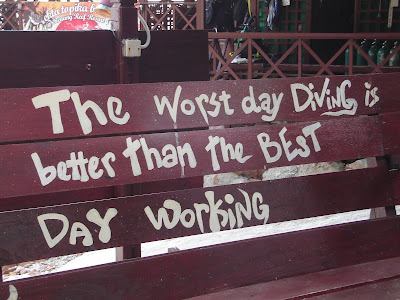 The Worst day DiViNG is
better than the BEST
DAY WorkiNG